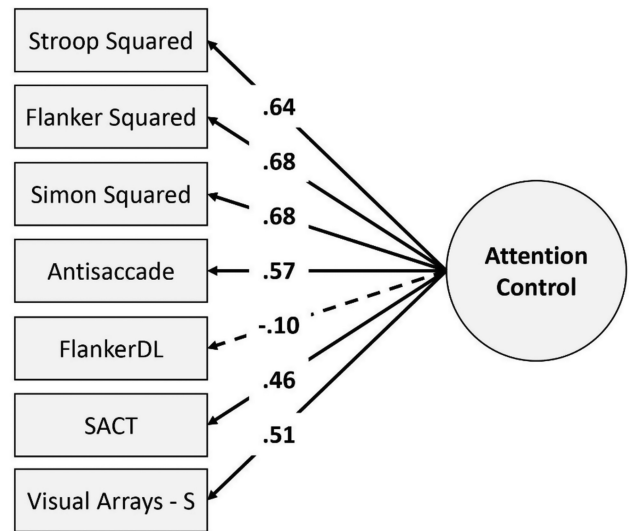 Stroop Squared
Flanker Squared
Simon Squared
Antisaccade
FlankerDL
SACT
Visual Arrays - S
.64
.68
.68
.57
-.10
.46
.51
Attention
Control